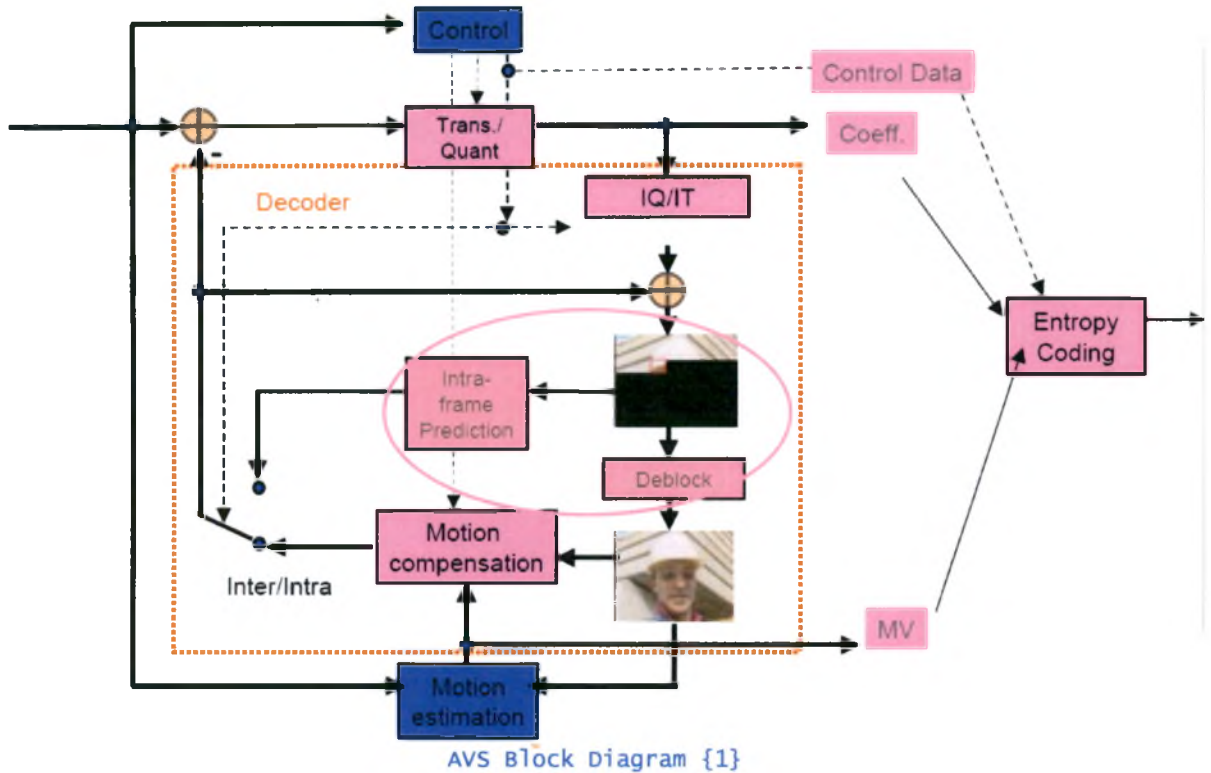 Control
Control Data
Trans./
Quant
Coeff.
-
IQ/IT
Decoder
Entropy
Coding
Intra-
frame
Prediction
Deblock
Motion
compensation
Inter/Intra
MV
Motion
estimation
AVS Block Diagram {1}